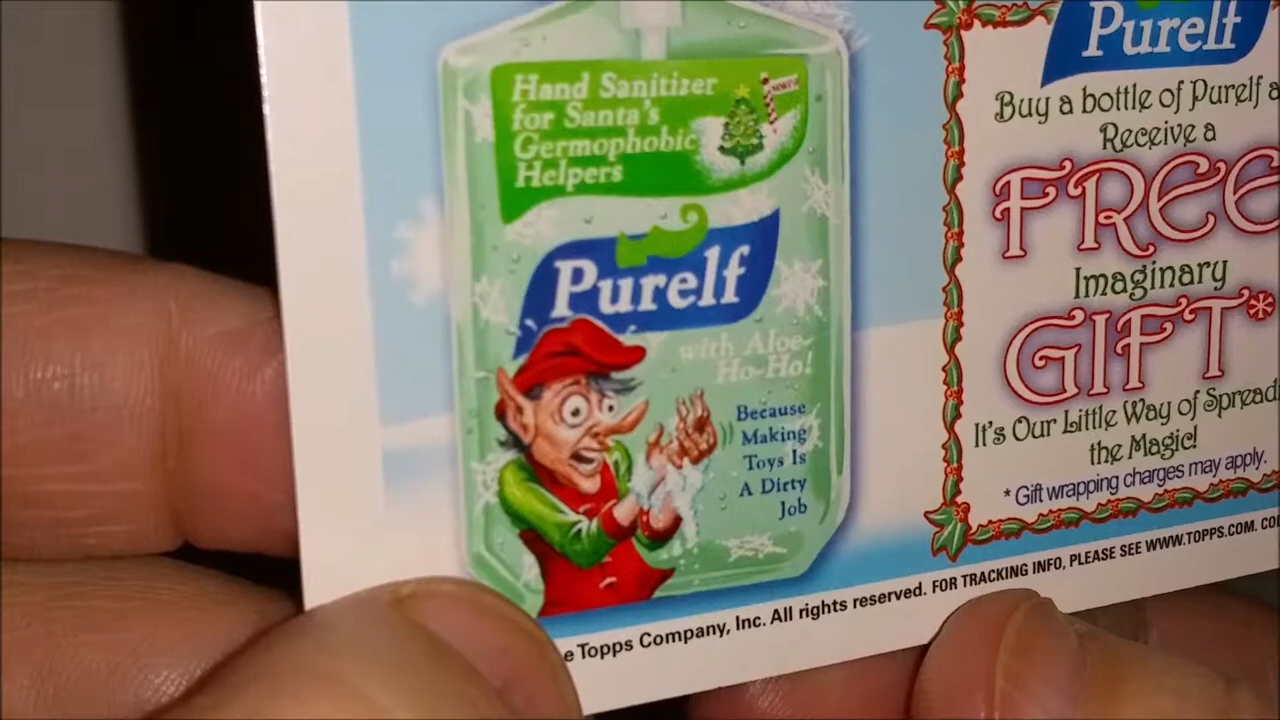 Hand Sanitizer
for Santa's
Germophobic
Helpers
Purelf
with Aloe-
Ho-Ho!
Because
Making
Toys Is
A Dirty
Job
Purelf
Buy a bottle of Purelf
Receive a
FREE
Imaginary
GIFT*
It's Our Little Way of Spread
the Magic!
* Gift wrapping charges may apply.
Topps Company, Inc. All rights reserved. FOR TRACKING INFO, PLEASE SEE WWW.TOPPS.COM.